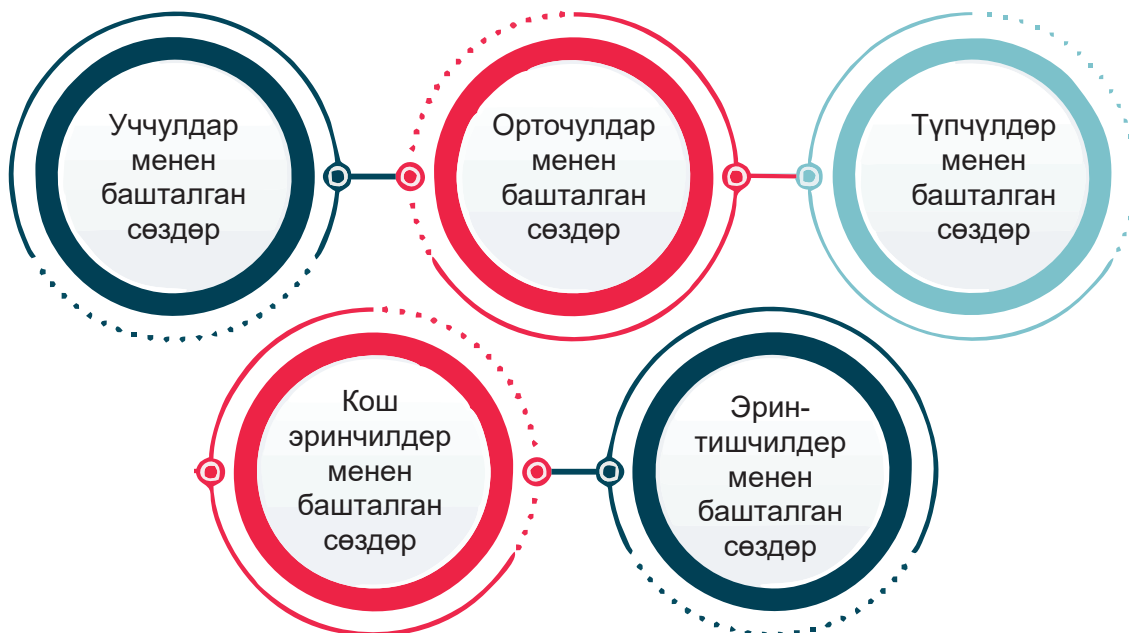 Уччулдар
менен
башталган
сөздөр
Орточулдар
менен
башталган
сөздөр
Түпчүлдөр
менен
башталган
сөздөр
Кош
эринчилдер
менен
башталган
сөздөр
Эрин-
тишчилдер
менен
башталган
сөздөр